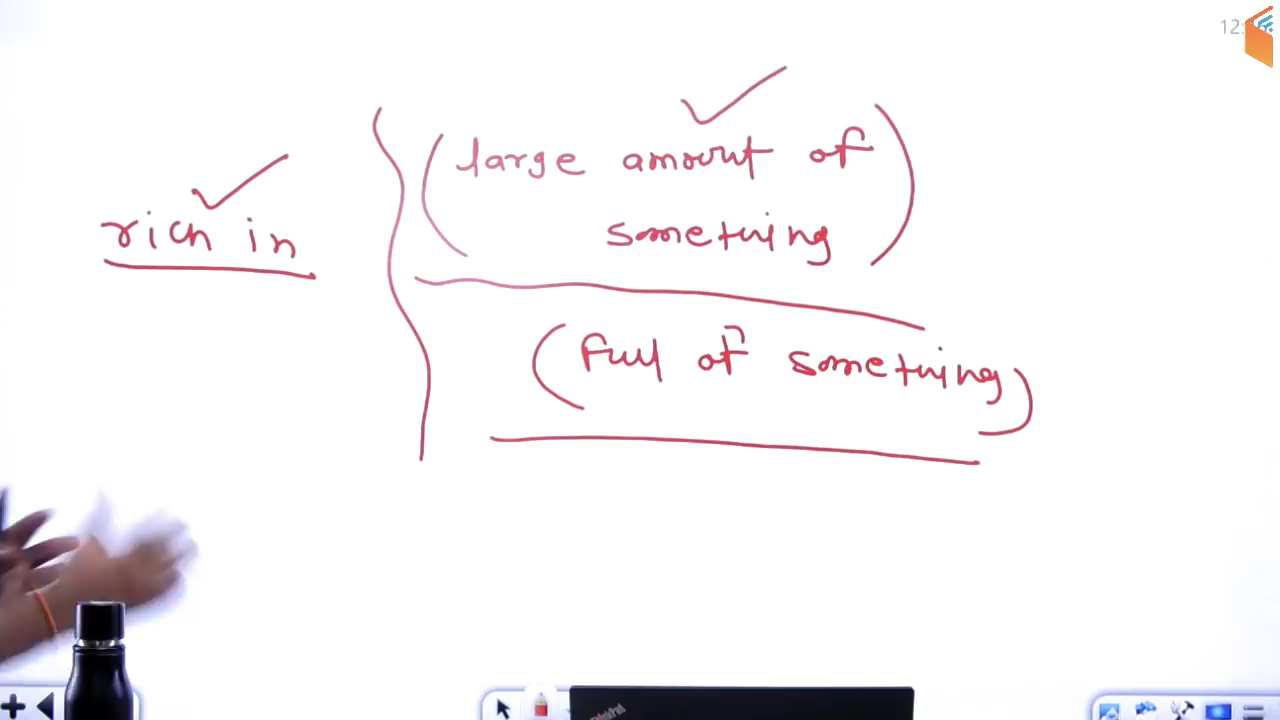 rich in
(large amount of
something)
(full of something)